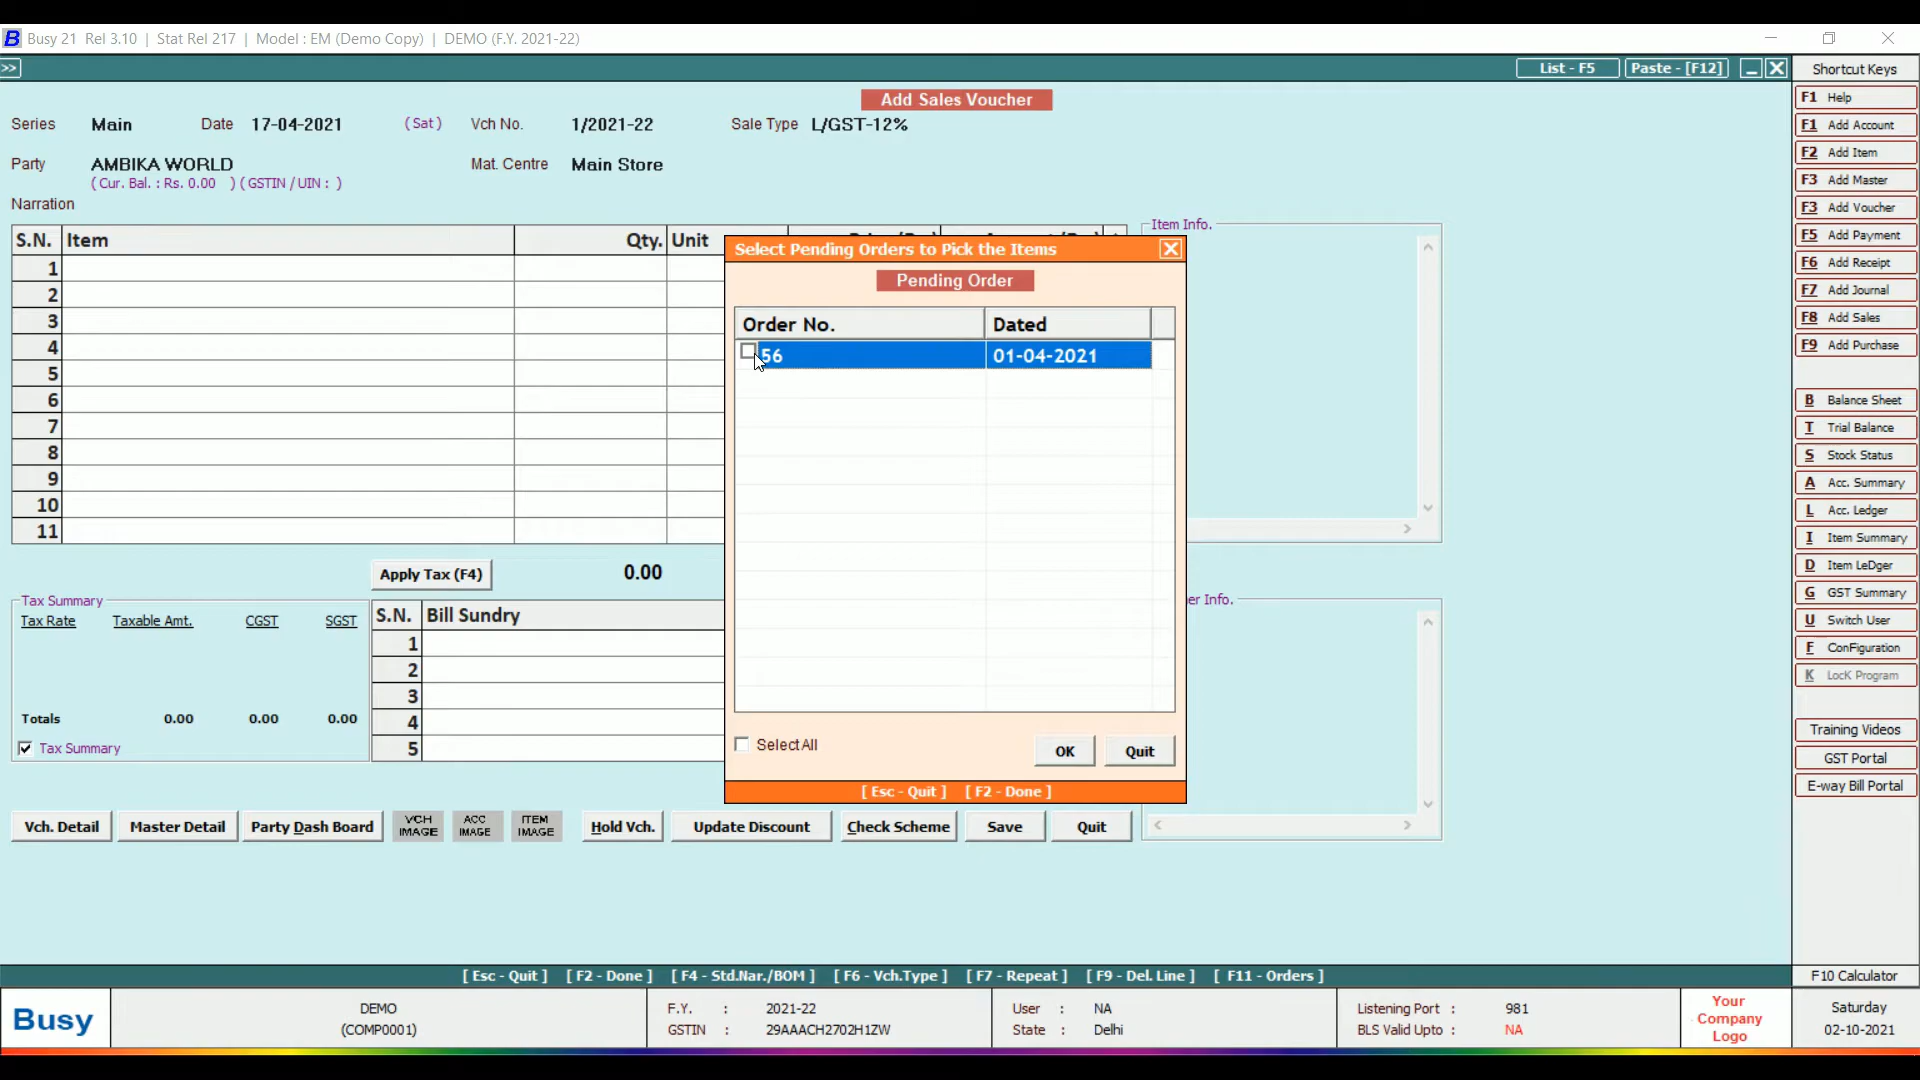 Busy 21 Rel 3.10 | Stat Rel 217 | Model : EM (Demo Copy) | DEMO (F.Y. 2021-22)
>> List - F5 Paste - [F12] Shortcut Keys
Add Sales Voucher
Series Main Date 17-04-2021 (Sat) Vch No. 1/2021-22 Sale Type L/GST-12%
Party AMBIKA WORLD Mat. Centre Main Store
( Cur. Bal. : Rs. 0.00 ) ( GSTIN / UIN : )
Narration
S.N. Item Qty. Unit
1
2
3
4
5
6
7
8
9
10
11
Item Info.
Select Pending Orders to Pick the Items
Pending Order
Order No. Dated
56 01-04-2021
Select All OK Quit
[ Esc - Quit ] [ F2 - Done ]
Apply Tax (F4) 0.00
Tax Summary
Tax Rate Taxable Amt. CGST SGST
Totals 0.00 0.00 0.00
Tax Summary
S.N. Bill Sundry
1
2
3
4
5
er Info.
Vch. Detail Master Detail Party Dash Board VCH IMAGE ACC IMAGE ITEM IMAGE Hold Vch. Update Discount Check Scheme Save Quit
F1 Help
F1 Add Account
F2 Add Item
F3 Add Master
F3 Add Voucher
F5 Add Payment
F6 Add Receipt
F7 Add Journal
F8 Add Sales
F9 Add Purchase
B Balance Sheet
T Trial Balance
S Stock Status
A Acc. Summary
L Acc. Ledger
I Item Summary
D Item LeDger
G GST Summary
U Switch User
F ConFiguration
K LocK Program
Training Videos
GST Portal
E-way Bill Portal
[ Esc - Quit ] [ F2 - Done ] [ F4 - Std.Nar./BOM ] [ F6 - Vch.Type ] [ F7 - Repeat ] [ F9 - Del. Line ] [ F11 - Orders ] F10 Calculator
Busy
DEMO
(COMP0001)
F.Y. : 2021-22
GSTIN : 29AAACH2702H1ZW
User : NA
State : Delhi
Listening Port : 981
BLS Valid Upto : NA
Your
Company
Logo
Saturday
02-10-2021